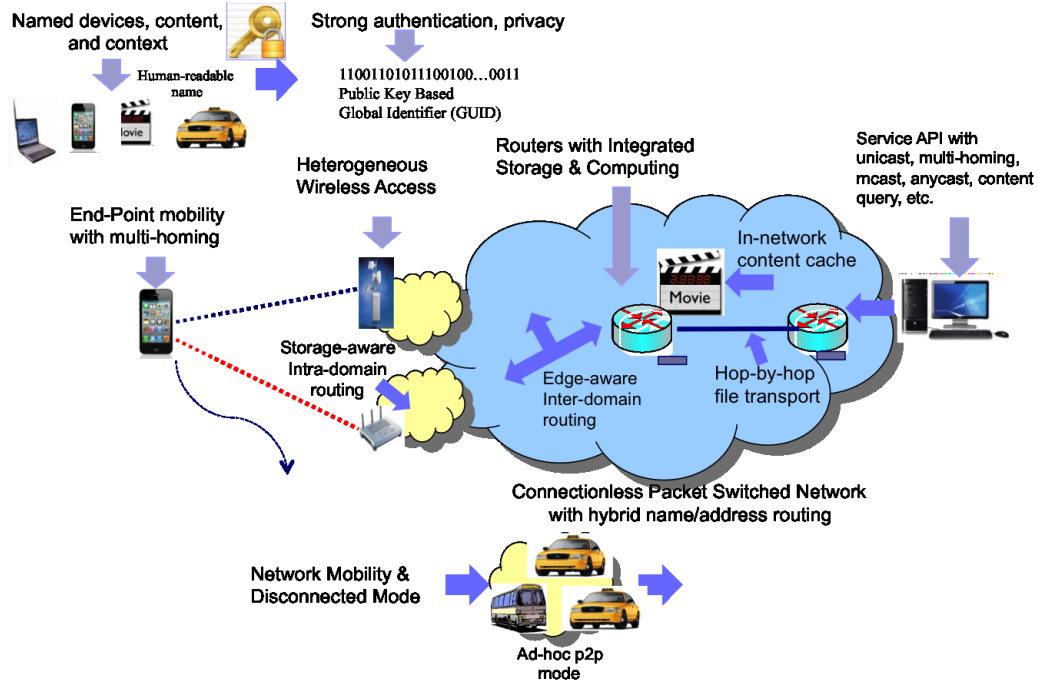 Named devices, content,
and context
Human-readable
name
Movie
Strong authentication, privacy
11001101011100100…0011
Public Key Based
Global Identifier (GUID)
Heterogeneous
Wireless Access
Routers with Integrated
Storage & Computing
Service API with
unicast, multi-homing,
mcast, anycast, content
query, etc.
End-Point mobility
with multi-homing
In-network
content cache
Movie
Storage-aware
Intra-domain
routing
Edge-aware
Inter-domain
routing
Hop-by-hop
file transport
Connectionless Packet Switched Network
with hybrid name/address routing
Network Mobility &
Disconnected Mode
Ad-hoc p2p
mode